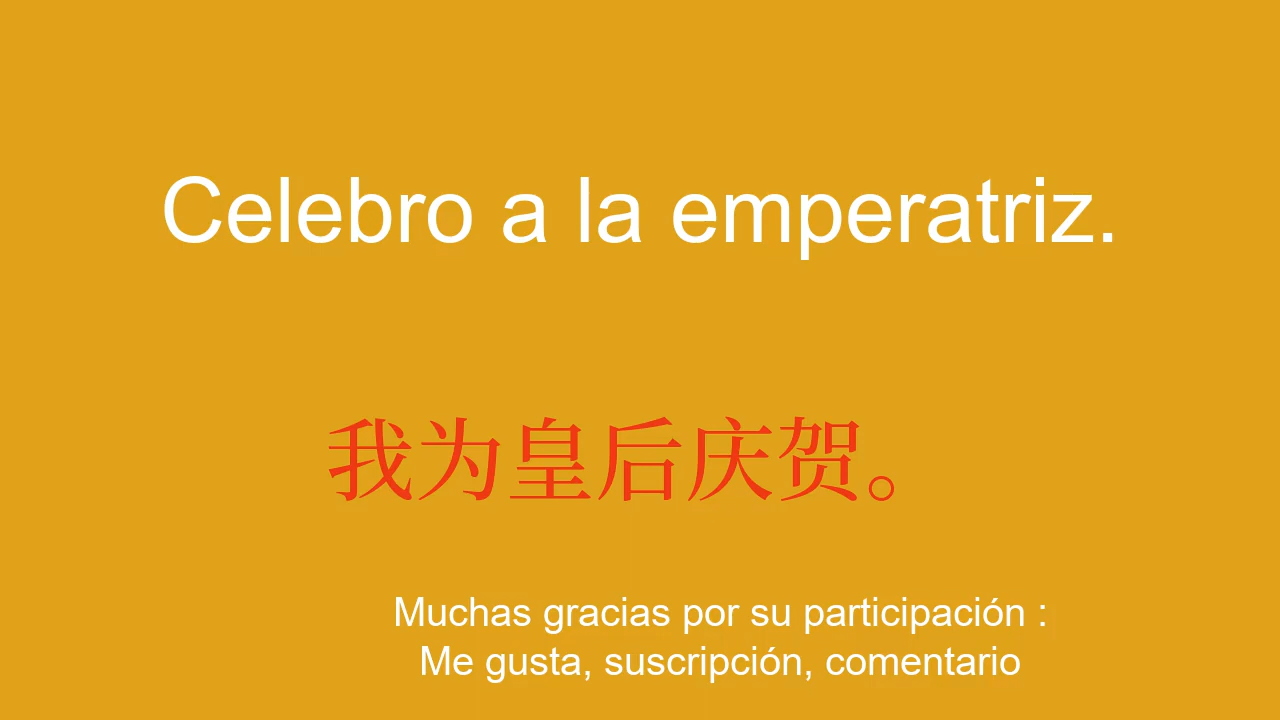 Celebro a la emperatriz.
我为皇后庆贺。
Muchas gracias por su participación :
Me gusta, suscripción, comentario